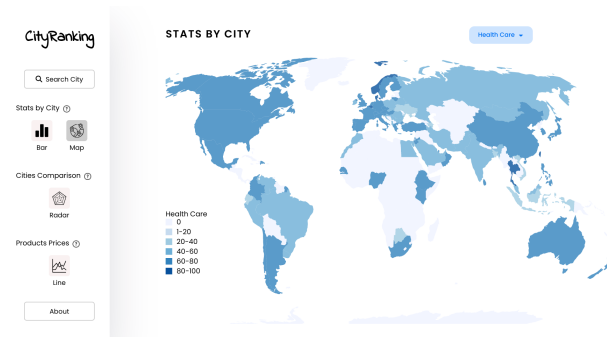 CityRanking
Search City
Stats by City ?
Bar
Map
Cities Comparison ?
Radar
Products Prices ?
Line
About
STATS BY CITY
Health Care
Health Care
0
1-20
20-40
40-60
60-80
80-100